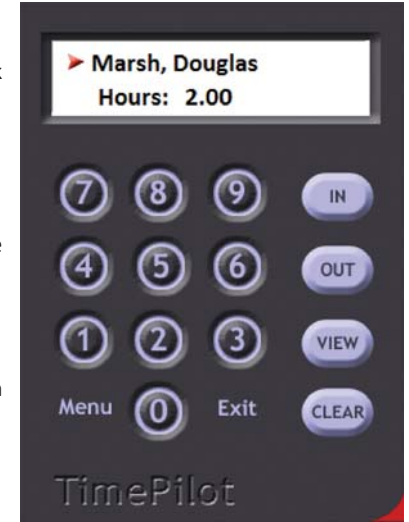 Marsh, Douglas
Hours: 2.00
7 8 9 IN
4 5 6 OUT
1 2 3 VIEW
Menu 0 Exit CLEAR
TimePilot